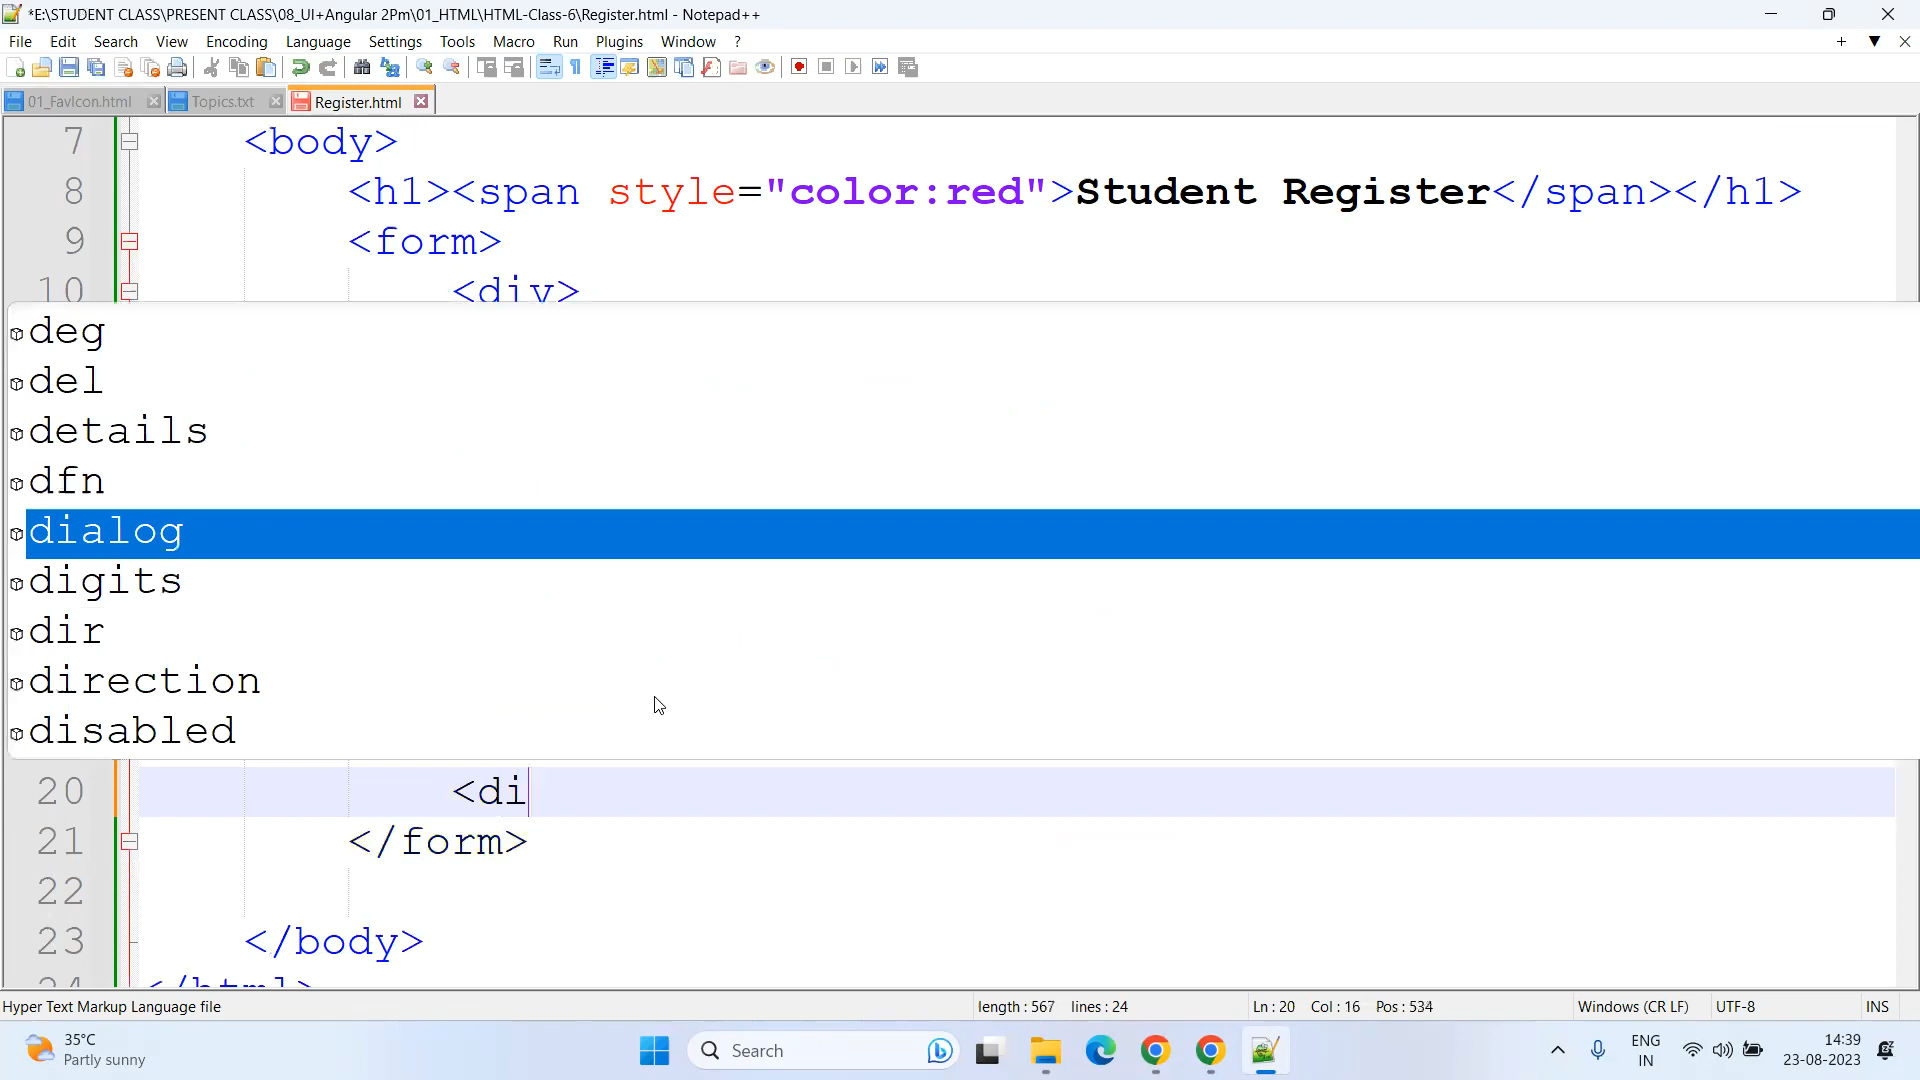 *E:\STUDENT CLASS\PRESENT CLASS\08_UI+Angular 2Pm\01_HTML\HTML-Class-6\Register.html - Notepad++
File Edit Search View Encoding Language Settings Tools Macro Run Plugins Window ?
01_FavIcon.html Topics.txt Register.html
7 <body>
8 <h1><span style="color:red">Student Register</span></h1>
9 <form>
10 <div>
deg
del
details
dfn
dialog
digits
dir
direction
disabled
20 <di
21 </form>
22
23 </body>
24 </html>
Hyper Text Markup Language file length : 567 lines : 24 Ln : 20 Col : 16 Pos : 534 Windows (CR LF) UTF-8 INS
35°C
Partly sunny
Search
ENG
IN
14:39
23-08-2023